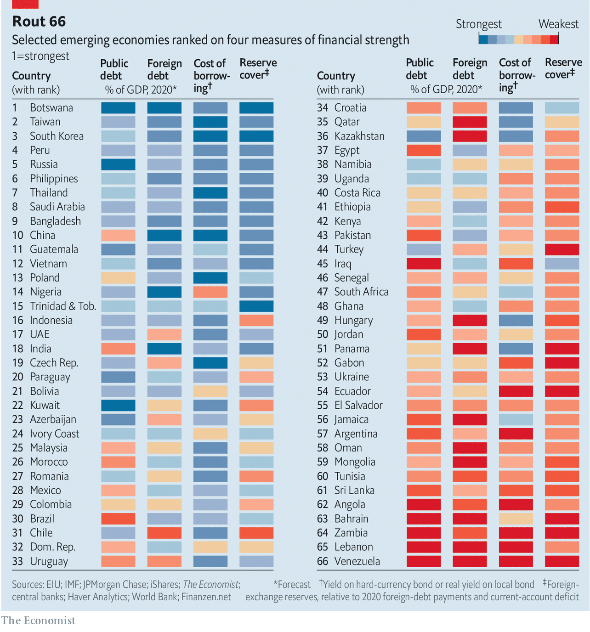 Route 66
Selected emerging economies ranked on four measures of financial strength
1=strongest
Strongest Weakest
Country
(with rank)
Public
debt
Foreign
debt
% of GDP, 2020*
Cost of
borrow-
ing†
Reserve
cover‡
1 Botswana
2 Taiwan
3 South Korea
4 Peru
5 Russia
6 Philippines
7 Thailand
8 Saudi Arabia
9 Bangladesh
10 China
11 Guatemala
12 Vietnam
13 Poland
14 Nigeria
15 Trinidad & Tob.
16 Indonesia
17 UAE
18 India
19 Czech Rep.
20 Paraguay
21 Bolivia
22 Kuwait
23 Azerbaijan
24 Ivory Coast
25 Malaysia
26 Morocco
27 Romania
28 Mexico
29 Colombia
30 Brazil
31 Chile
32 Dom. Rep.
33 Uruguay
Country
(with rank)
Public
debt
Foreign
debt
% of GDP, 2020*
Cost of
borrow-
ing†
Reserve
cover‡
34 Croatia
35 Qatar
36 Kazakhstan
37 Egypt
38 Namibia
39 Uganda
40 Costa Rica
41 Ethiopia
42 Kenya
43 Pakistan
44 Turkey
45 Iraq
46 Senegal
47 South Africa
48 Ghana
49 Hungary
50 Jordan
51 Panama
52 Gabon
53 Ukraine
54 Ecuador
55 El Salvador
56 Jamaica
57 Argentina
58 Oman
59 Mongolia
60 Tunisia
61 Sri Lanka
62 Angola
63 Bahrain
64 Zambia
65 Lebanon
66 Venezuela
Sources: EIU; IMF; JPMorgan Chase; iShares; The Economist;
central banks; Haver Analytics; World Bank; Finanzen.net
*Forecast †Yield on hard-currency bond or real yield on local bond ‡Foreign-
exchange reserves, relative to 2020 foreign-debt payments and current-account deficit
The Economist